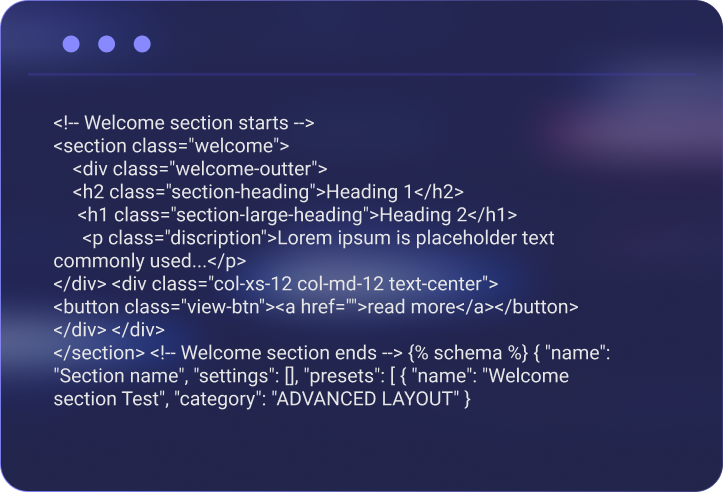 <!-- Welcome section starts -->
<section class="welcome">
<div class="welcome-outter">
<h2 class="section-heading">Heading 1</h2>
<h1 class="section-large-heading">Heading 2</h1>
<p class="discription">Lorem ipsum is placeholder text
commonly used...</p>
</div> <div class="col-xs-12 col-md-12 text-center">
<button class="view-btn"><a href="">read more</a></button>
</div> </div>
</section> <!-- Welcome section ends --> {% schema %} { "name":
"Section name", "settings": [], "presets": [ { "name": "Welcome
section Test", "category": "ADVANCED LAYOUT" }